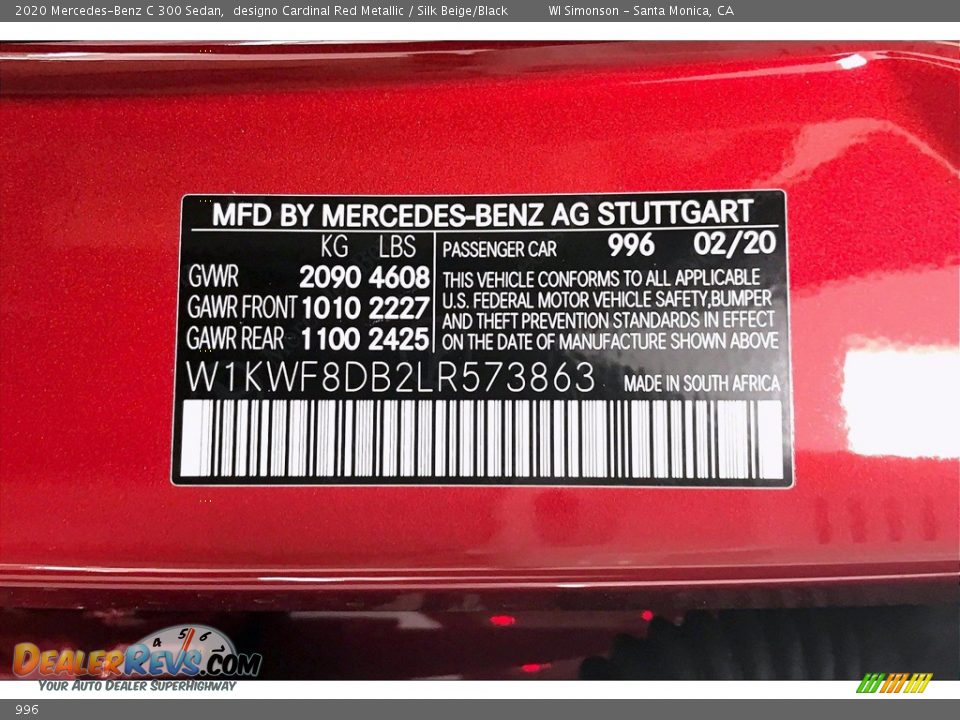 2020 Mercedes-Benz C 300 Sedan,  designo Cardinal Red Metallic / Silk Beige/Black    WI Simonson - Santa Monica, CA
MFD BY MERCEDES-BENZ AG STUTTGART
KG LBS
GVWR 2090 4608
GAWR FRONT 1010 2227
GAWR REAR 1100 2425
PASSENGER CAR 996 02/20
THIS VEHICLE CONFORMS TO ALL APPLICABLE
U.S. FEDERAL MOTOR VEHICLE SAFETY,BUMPER
AND THEFT PREVENTION STANDARDS IN EFFECT
ON THE DATE OF MANUFACTURE SHOWN ABOVE
W1KWF8DB2LR573863 MADE IN SOUTH AFRICA
4 5 6 7
DEALERREVS.COM
YOUR AUTO DEALER SUPERHIGHWAY
996